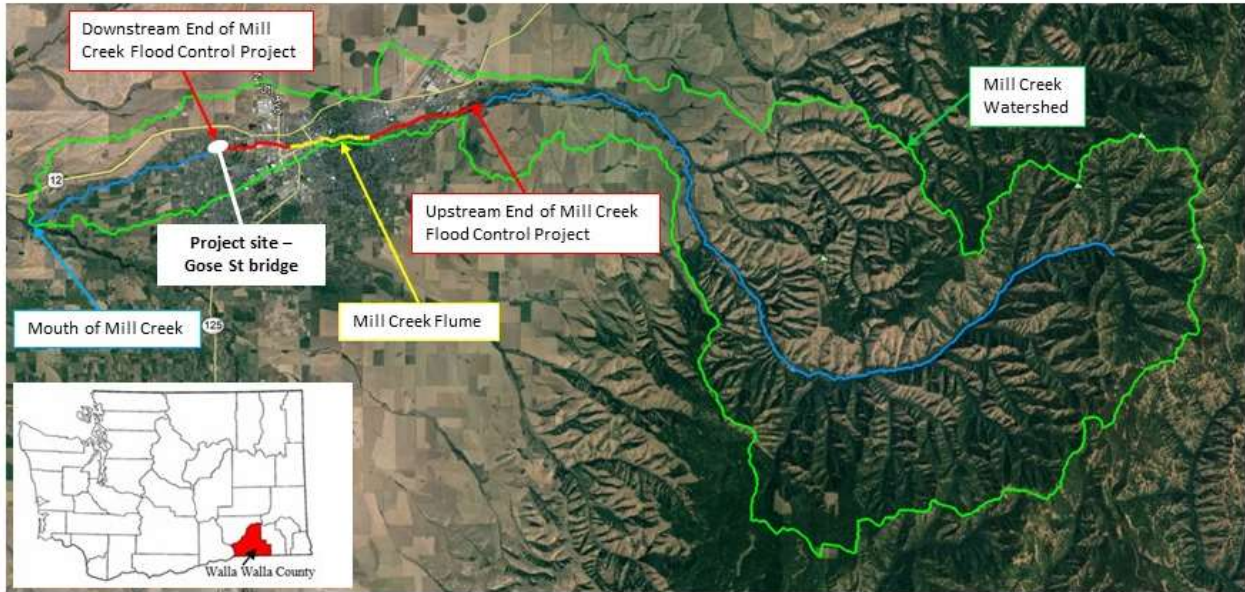 Downstream End of Mill
Creek Flood Control Project
Mill Creek
Watershed
12
Upstream End of Mill Creek
Flood Control Project
Project site –
Gose St bridge
Mouth of Mill Creek
125
Mill Creek Flume
Walla Walla County